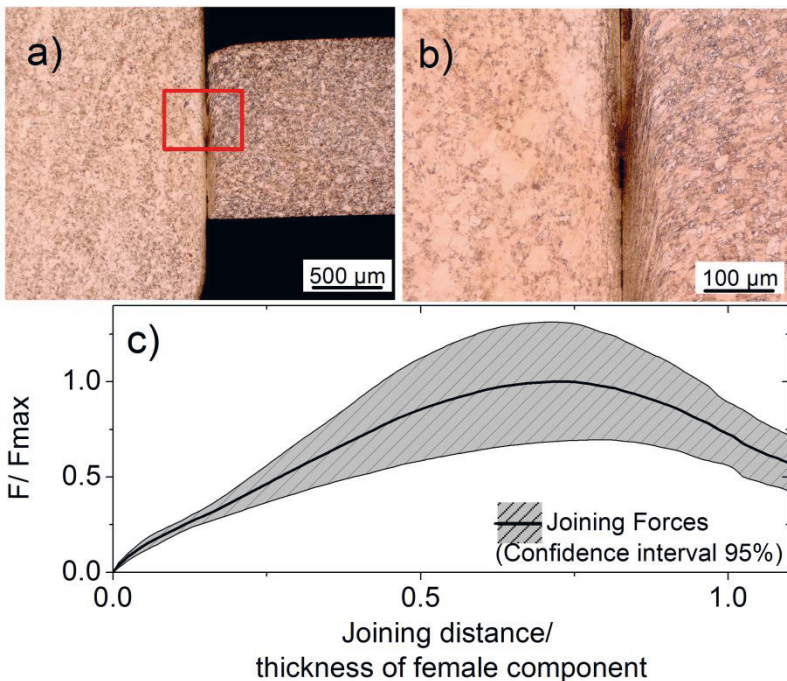 a)
500 µm
b)
100 µm
c)
F/ Fmax
1.0
0.5
0.0
Joining Forces
(Confidence interval 95%)
0.0
0.5
1.0
Joining distance/
thickness of female component